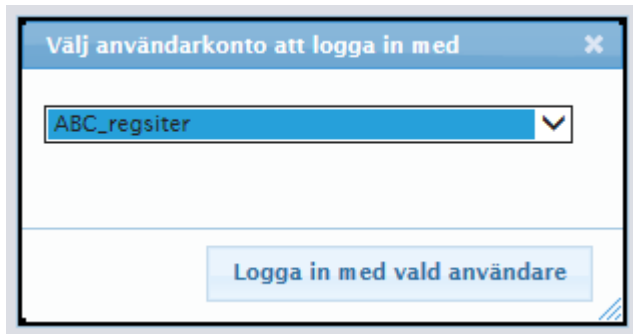 Välj användarkonto att logga in med
ABC_regsiter
Logga in med vald användare